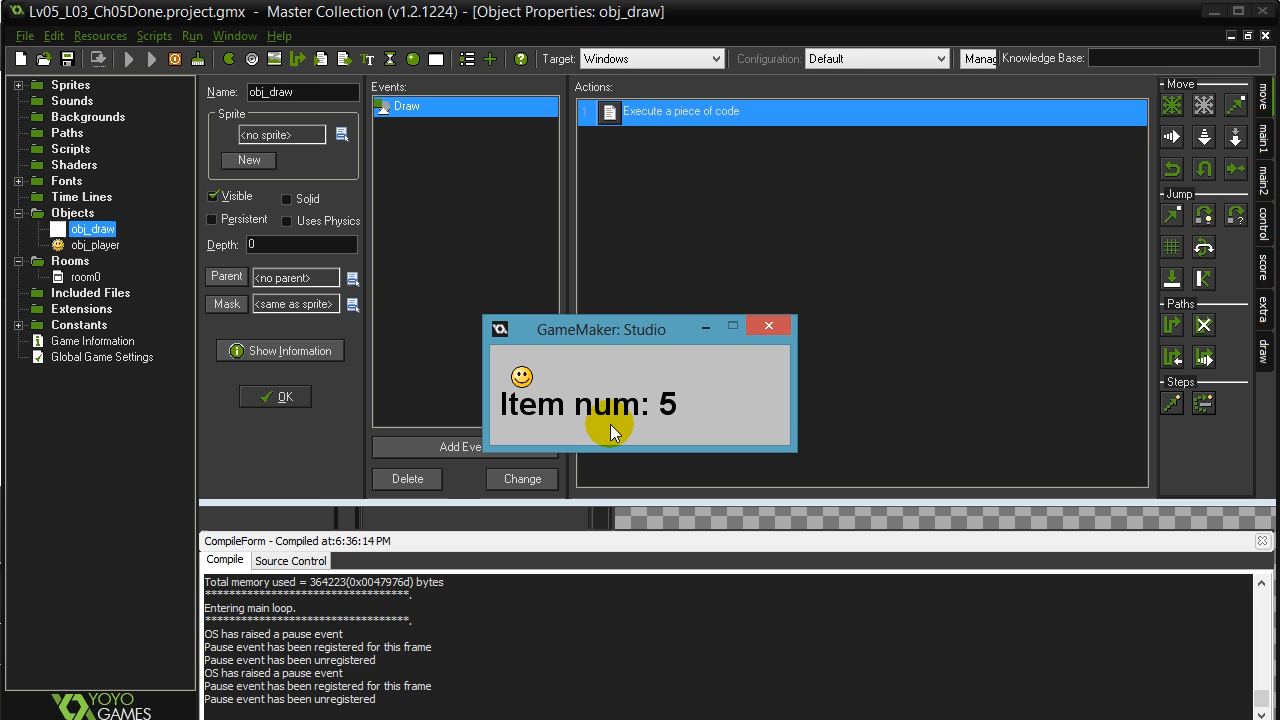 Lv05_L03_Ch05Done.project.gmx - Master Collection (v1.2.1224) - [Object Properties: obj_draw]
File Edit Resources Scripts Run Window Help
Target: Windows Configuration: Default Manag Knowledge Base:
Sprites
Sounds
Backgrounds
Paths
Scripts
Shaders
Fonts
Time Lines
Objects
obj_draw
obj_player
Rooms
room0
Included Files
Extensions
Constants
Game Information
Global Game Settings
YOYO
GAMES
Name: obj_draw
Sprite
<no sprite>
New
Visible Solid
Persistent Uses Physics
Depth: 0
Parent <no parent>
Mask <same as sprite>
Show Information
OK
Events:
Draw
Add Eve
Delete Change
Actions:
1 Execute a piece of code
GameMaker: Studio
Item num: 5
Move
Jump
Paths
Steps
move
main1
main2
control
score
extra
draw
CompileForm - Compiled at:6:36:14 PM
Compile Source Control
Total memory used = 364223(0x0047976d) bytes
***********************************.
Entering main loop.
***********************************.
OS has raised a pause event
Pause event has been registered for this frame
Pause event has been unregistered
OS has raised a pause event
Pause event has been registered for this frame
Pause event has been unregistered